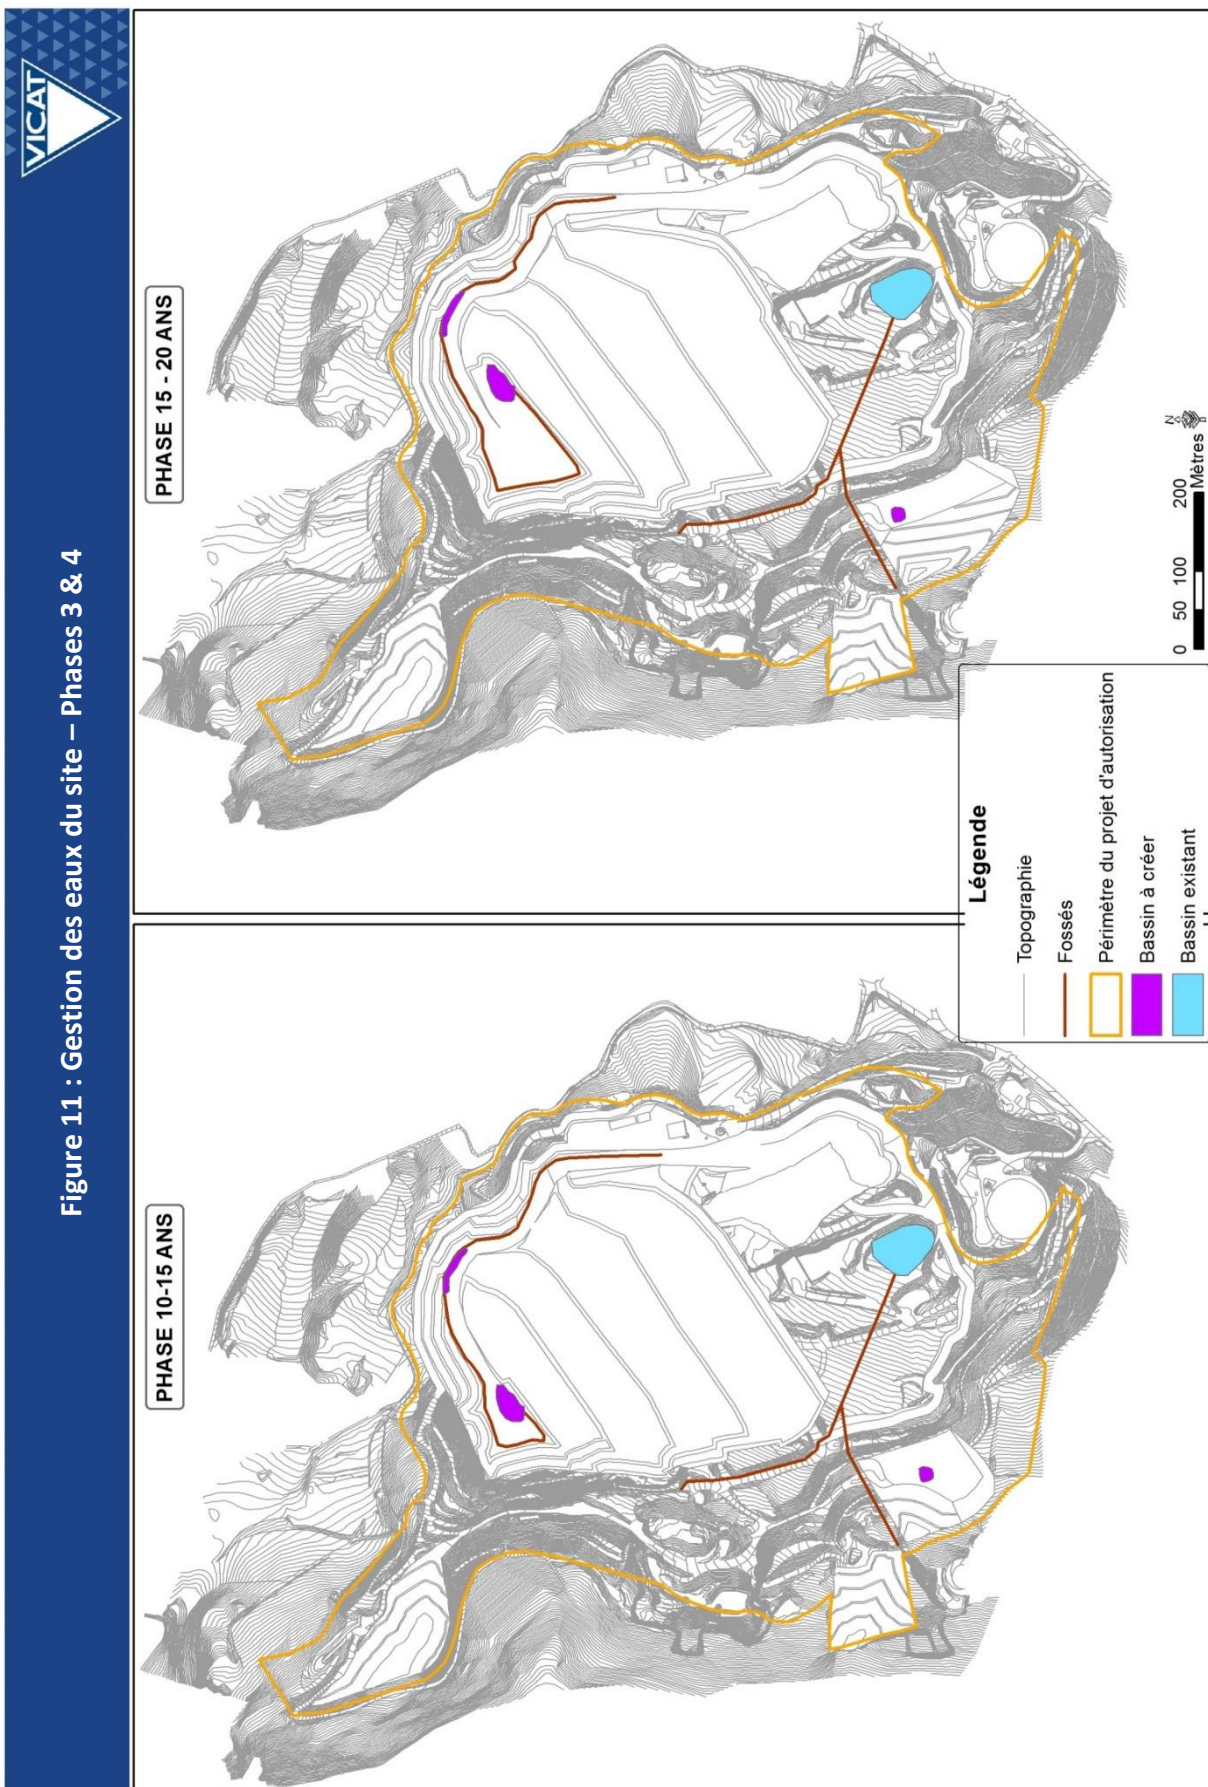 Figure 11 : Gestion des eaux du site – Phases 3 & 4
VICAT
PHASE 10-15 ANS
PHASE 15 - 20 ANS
Légende
Topographie
Fossés
Périmètre du projet d'autorisation
Bassin à créer
Bassin existant
N
0 50 100 200
Mètres